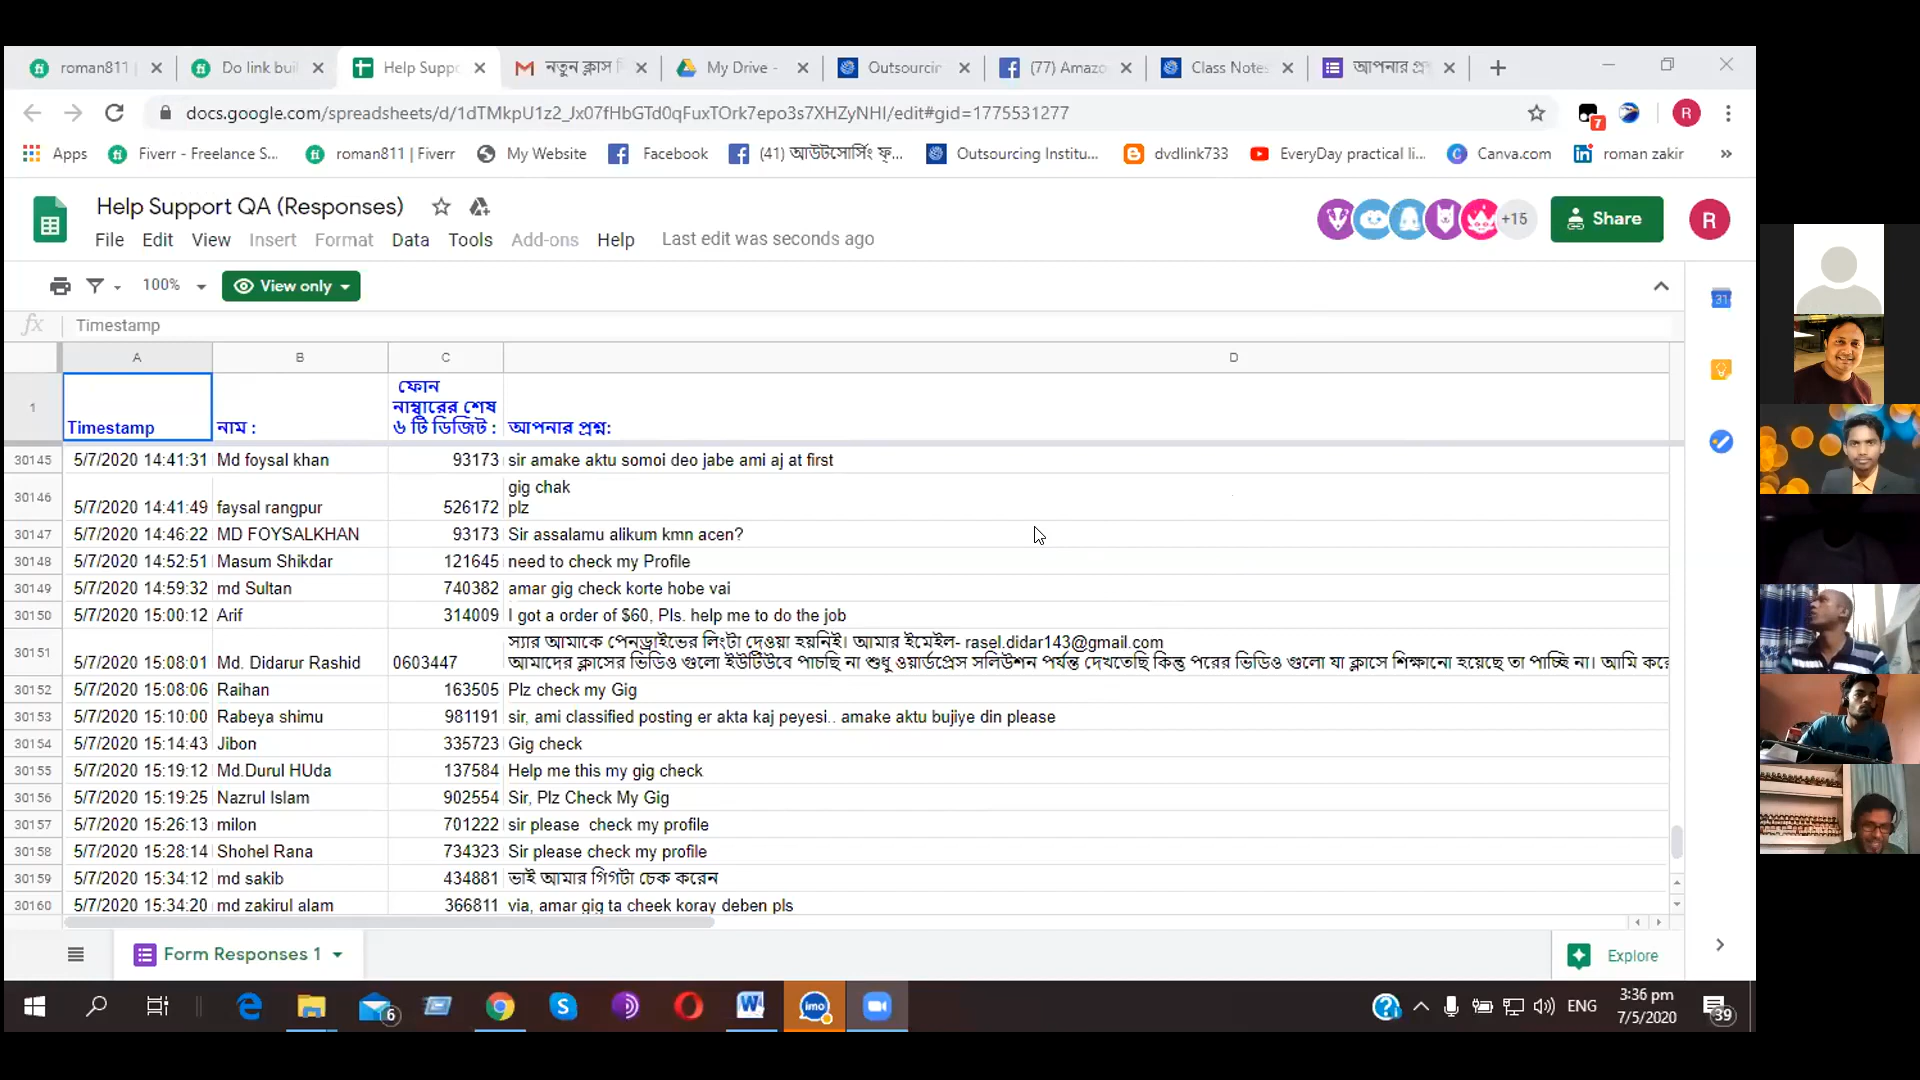 roman811
Do link bui
Help Suppo
নতুন ক্লাস
My Drive -
Outsourcin
(77) Amazo
Class Notes
আপনার প্রশ্
docs.google.com/spreadsheets/d/1dTMkpU1z2_Jx07fHbGTd0qFuxTOrk7epo3s7XHZyNHI/edit#gid=1775531277
7
R
Apps
Fiverr - Freelance S...
roman811 | Fiverr
My Website
Facebook
(41) আউটসোর্সিং ফ্...
Outsourcing Institu...
dvdlink733
EveryDay practical li...
Canva.com
roman zakir
»
Help Support QA (Responses)
+15
Share
R
File Edit View Insert Format Data Tools Add-ons Help Last edit was seconds ago
100%
View only
31
fx Timestamp
A B C D
1 Timestamp নাম : ফোন নাম্বারের শেষ ৬ টি ডিজিট : আপনার প্রশ্ন:
30145 5/7/2020 14:41:31 Md foysal khan 93173 sir amake aktu somoi deo jabe ami aj at first
gig chak
30146 5/7/2020 14:41:49 faysal rangpur 526172 plz
30147 5/7/2020 14:46:22 MD FOYSALKHAN 93173 Sir assalamu alikum kmn acen?
30148 5/7/2020 14:52:51 Masum Shikdar 121645 need to check my Profile
30149 5/7/2020 14:59:32 md Sultan 740382 amar gig check korte hobe vai
30150 5/7/2020 15:00:12 Arif 314009 I got a order of $60, Pls. help me to do the job
স্যার আমাকে পেনড্রাইভের লিংটা দেওয়া হয়নিই। আমার ইমেইল- rasel.didar143@gmail.com
30151 5/7/2020 15:08:01 Md. Didarur Rashid 0603447 আমাদের ক্লাসের ভিডিও গুলো ইউটিউবে পাচছি না শুধু ওয়ার্ডপ্রেস সলিউশন পর্যন্ত দেখতেছি কিন্তু পরের ভিডিও গুলো যা ক্লাসে শিক্ষানো হয়েছে তা পাচ্ছি না। আমি করে
30152 5/7/2020 15:08:06 Raihan 163505 Plz check my Gig
30153 5/7/2020 15:10:00 Rabeya shimu 981191 sir, ami classified posting er akta kaj peyesi.. amake aktu bujiye din please
30154 5/7/2020 15:14:43 Jibon 335723 Gig check
30155 5/7/2020 15:19:12 Md.Durul HUda 137584 Help me this my gig check
30156 5/7/2020 15:19:25 Nazrul Islam 902554 Sir, Plz Check My Gig
30157 5/7/2020 15:26:13 milon 701222 sir please check my profile
30158 5/7/2020 15:28:14 Shohel Rana 734323 Sir please check my profile
30159 5/7/2020 15:34:12 md sakib 434881 ভাই আমার গিগটা চেক করেন
30160 5/7/2020 15:34:20 md zakirul alam 366811 via, amar gig ta cheek koray deben pls
Form Responses 1
Explore
6
imo
ENG
3:36 pm
7/5/2020
39